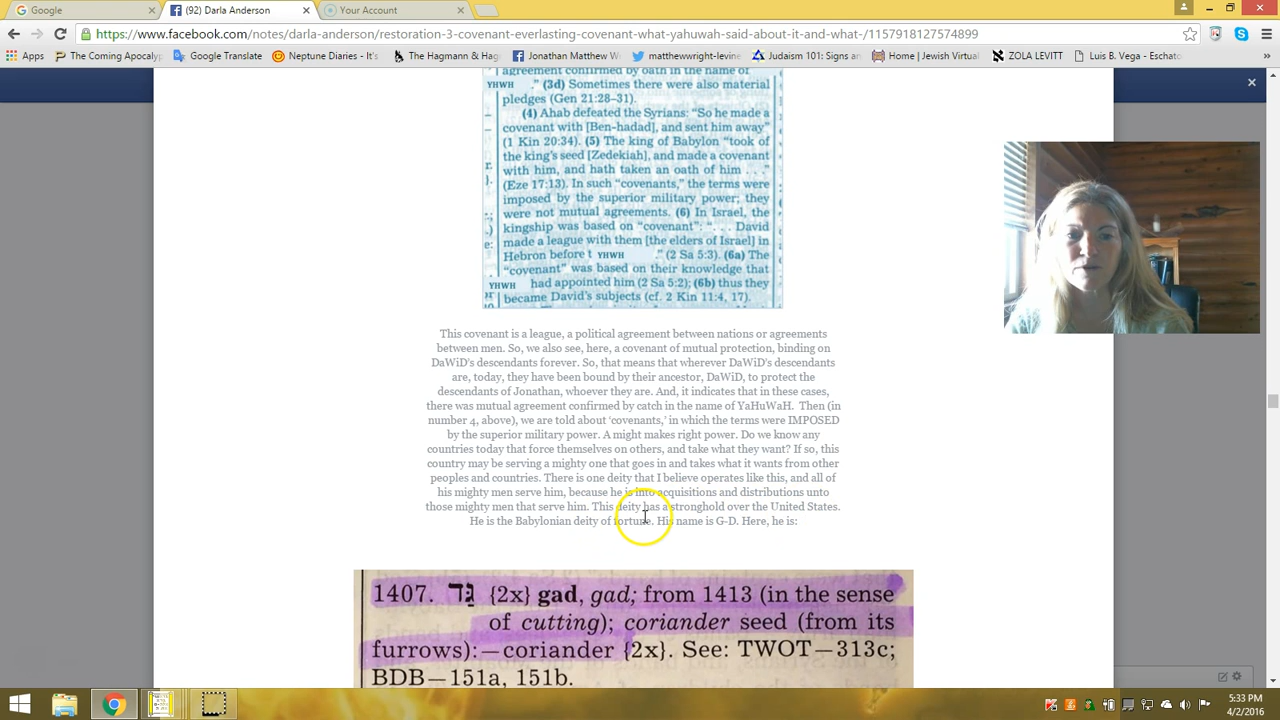 Google
(92) Darla Anderson
Your Account
https://www.facebook.com/notes/darla-anderson/restoration-3-covenant-everlasting-covenant-what-yahuwah-said-about-it-and-what-/1157918127574899
Apps
The Coming Apocaly
Google Translate
Neptune Diaries - It's
The Hagmann & Hag
Jonathan Matthew W
matthewwright-levine
Judaism 101: Signs an
Home | Jewish Virtual
ZOLA LEVITT
Luis B. Vega - Eschato
agreement confirmed by oath in the name of
YHWH ." (3d) Sometimes there were also material
pledges (Gen 21:28–31).
(4) Ahab defeated the Syrians: "So he made a
covenant with [Ben-hadad], and sent him away"
(1 Kin 20:34). (5) The king of Babylon "took of
the king's seed [Zedekiah], and made a covenant
with him, and hath taken an oath of him . . ."
(Eze 17:13). In such "covenants," the terms were
imposed by the superior military power; they
were not mutual agreements. (6) In Israel, the
kingship was based on "covenant": ". . . David
made a league with them [the elders of Israel] in
Hebron before t YHWH ." (2 Sa 5:3). (6a) The
"covenant" was based on their knowledge that
YHWH had appointed him (2 Sa 5:2); (6b) thus they
became David's subjects (cf. 2 Kin 11:4, 17).
This covenant is a league, a political agreement between nations or agreements
between men. So, we also see, here, a covenant of mutual protection, binding on
DaWiD's descendants forever. So, that means that wherever DaWiD's descendants
are, today, they have been bound by their ancestor, DaWiD, to protect the
descendants of Jonathan, whoever they are. And, it indicates that in these cases,
there was mutual agreement confirmed by catch in the name of YaHuWaH. Then (in
number 4, above), we are told about 'covenants,' in which the terms were IMPOSED
by the superior military power. A might makes right power. Do we know any
countries today that force themselves on others, and take what they want? If so, this
country may be serving a mighty one that goes in and takes what it wants from other
peoples and countries. There is one deity that I believe operates like this, and all of
his mighty men serve him, because he is into acquisitions and distributions unto
those mighty men that serve him. This deity has a stronghold over the United States.
He is the Babylonian deity of fortune. His name is G-D. Here, he is:
1407. גַּד {2x} gad, gad; from 1413 (in the sense
of cutting); coriander seed (from its
furrows):—coriander {2x}. See: TWOT—313c;
BDB—151a, 151b.
5:33 PM
4/2/2016